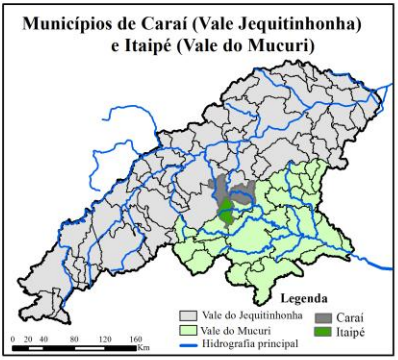 Municípios de Caraí (Vale Jequitinhonha)
e Itaipé (Vale do Mucuri)
Legenda
Vale do Jequitinhonha
Caraí
Vale do Mucuri
Itaipé
Hidrografia principal
0 20 40 80 120 160
Km